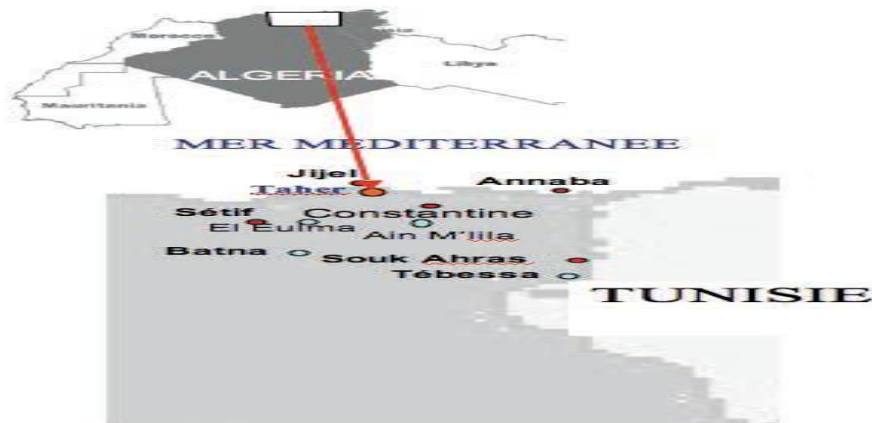 Morocco
ALGERIA
Libya
Mauritania
MER MEDITERRANEE
Jijel
Taher
Annaba
Sétif
Constantine
El Eulma
Ain M'lila
Batna
Souk Ahras
Tébessa
TUNISIE